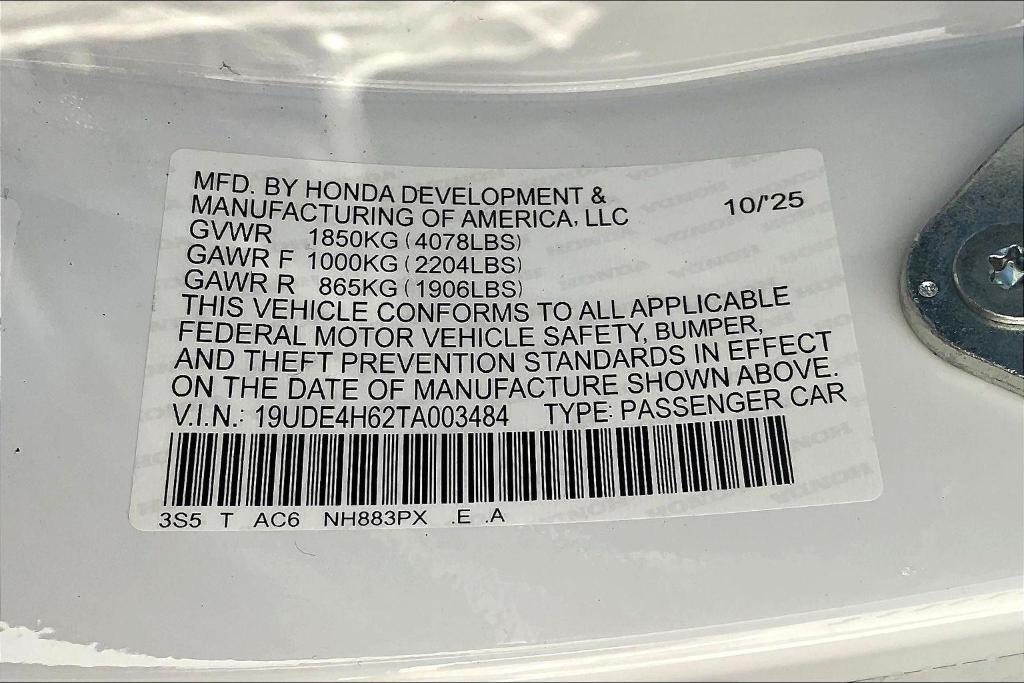 MFD. BY HONDA DEVELOPMENT &
MANUFACTURING OF AMERICA, LLC 10/'25
GVWR 1850KG (4078LBS)
GAWR F 1000KG (2204LBS)
GAWR R 865KG (1906LBS)
THIS VEHICLE CONFORMS TO ALL APPLICABLE
FEDERAL MOTOR VEHICLE SAFETY, BUMPER,
AND THEFT PREVENTION STANDARDS IN EFFECT
ON THE DATE OF MANUFACTURE SHOWN ABOVE.
V.I.N.: 19UDE4H62TA003484 TYPE: PASSENGER CAR
3S5 T AC6 NH883PX .E .A